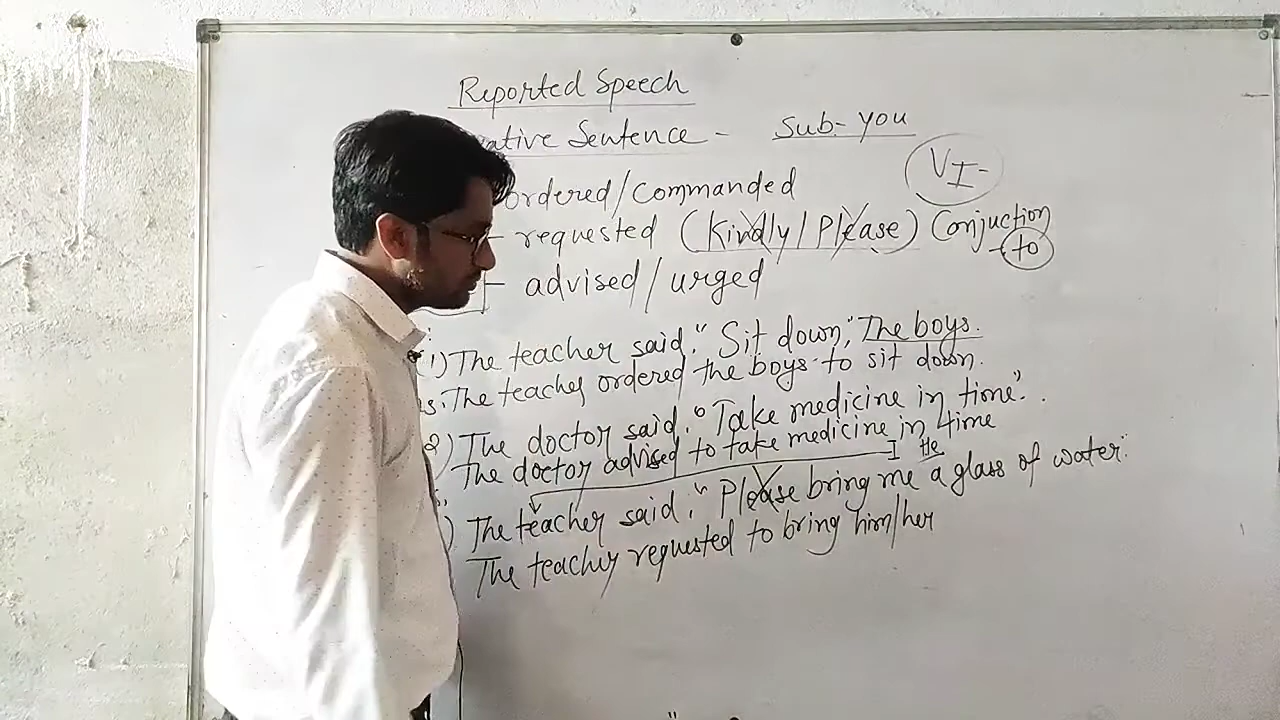 Reported Speech
ative Sentence - Sub- you
ordered/commanded VI-
- requested (Kindly/Please) Conjuction
- to
advised/urged
1) The teacher said." Sit down," The boys.
s: The teacher ordered the boys to sit down.
2) The doctor said." Take medicine in time".
The doctor advised to take medicine in time
He
) The teacher said." Please bring me a glass of water."
The teacher requested to bring him/her